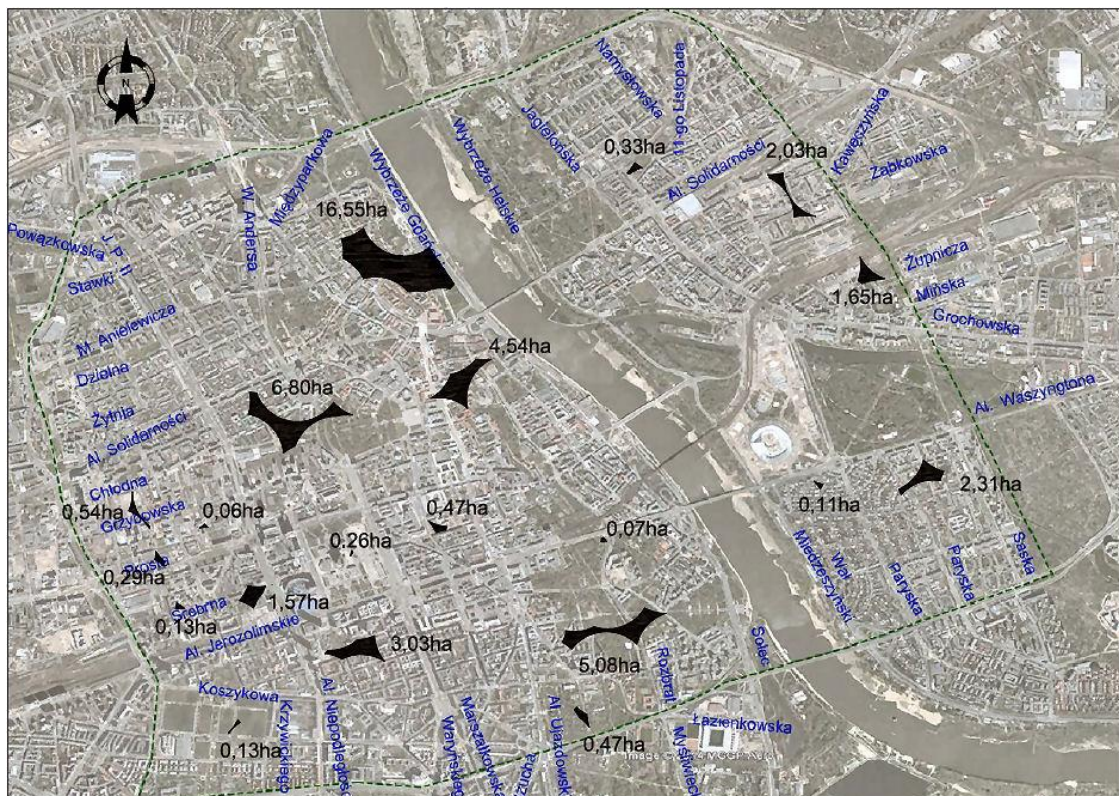 N
Namysłowska
11-go Listopada
Jagiellońska
0,33ha
Al. Solidarności
2,03ha
Kawęszyńska
Ząbkowska
Międzyparkowa
Wybrzeże Helskie
W. Andersa
16,55ha
Powązkowska
J P II
Stawki
Żupnicza
1,65ha
Mińska
Grochowska
M. Anielewicza
Dzielna
4,54ha
6,80ha
Al. Waszyngtona
Żytnia
Al. Solidarności
Chłodna
0,54ha
Grzybowska
0,06ha
0,47ha
0,07ha
0,11ha
2,31ha
0,26ha
Prosta
0,29ha
Wał
Miedzeszyński
Paryska
Paryska
Saska
Srebrna
1,57ha
0,13ha
Al. Jerozolimskie
3,03ha
5,08ha
Rozbrat
Solec
Koszykowa
Krzywickiego
Al. Niepodległości
0,13ha
Waryńskiego
Marszałkowska
Al. Ujazdowskie
0,47ha
Łazienkowska